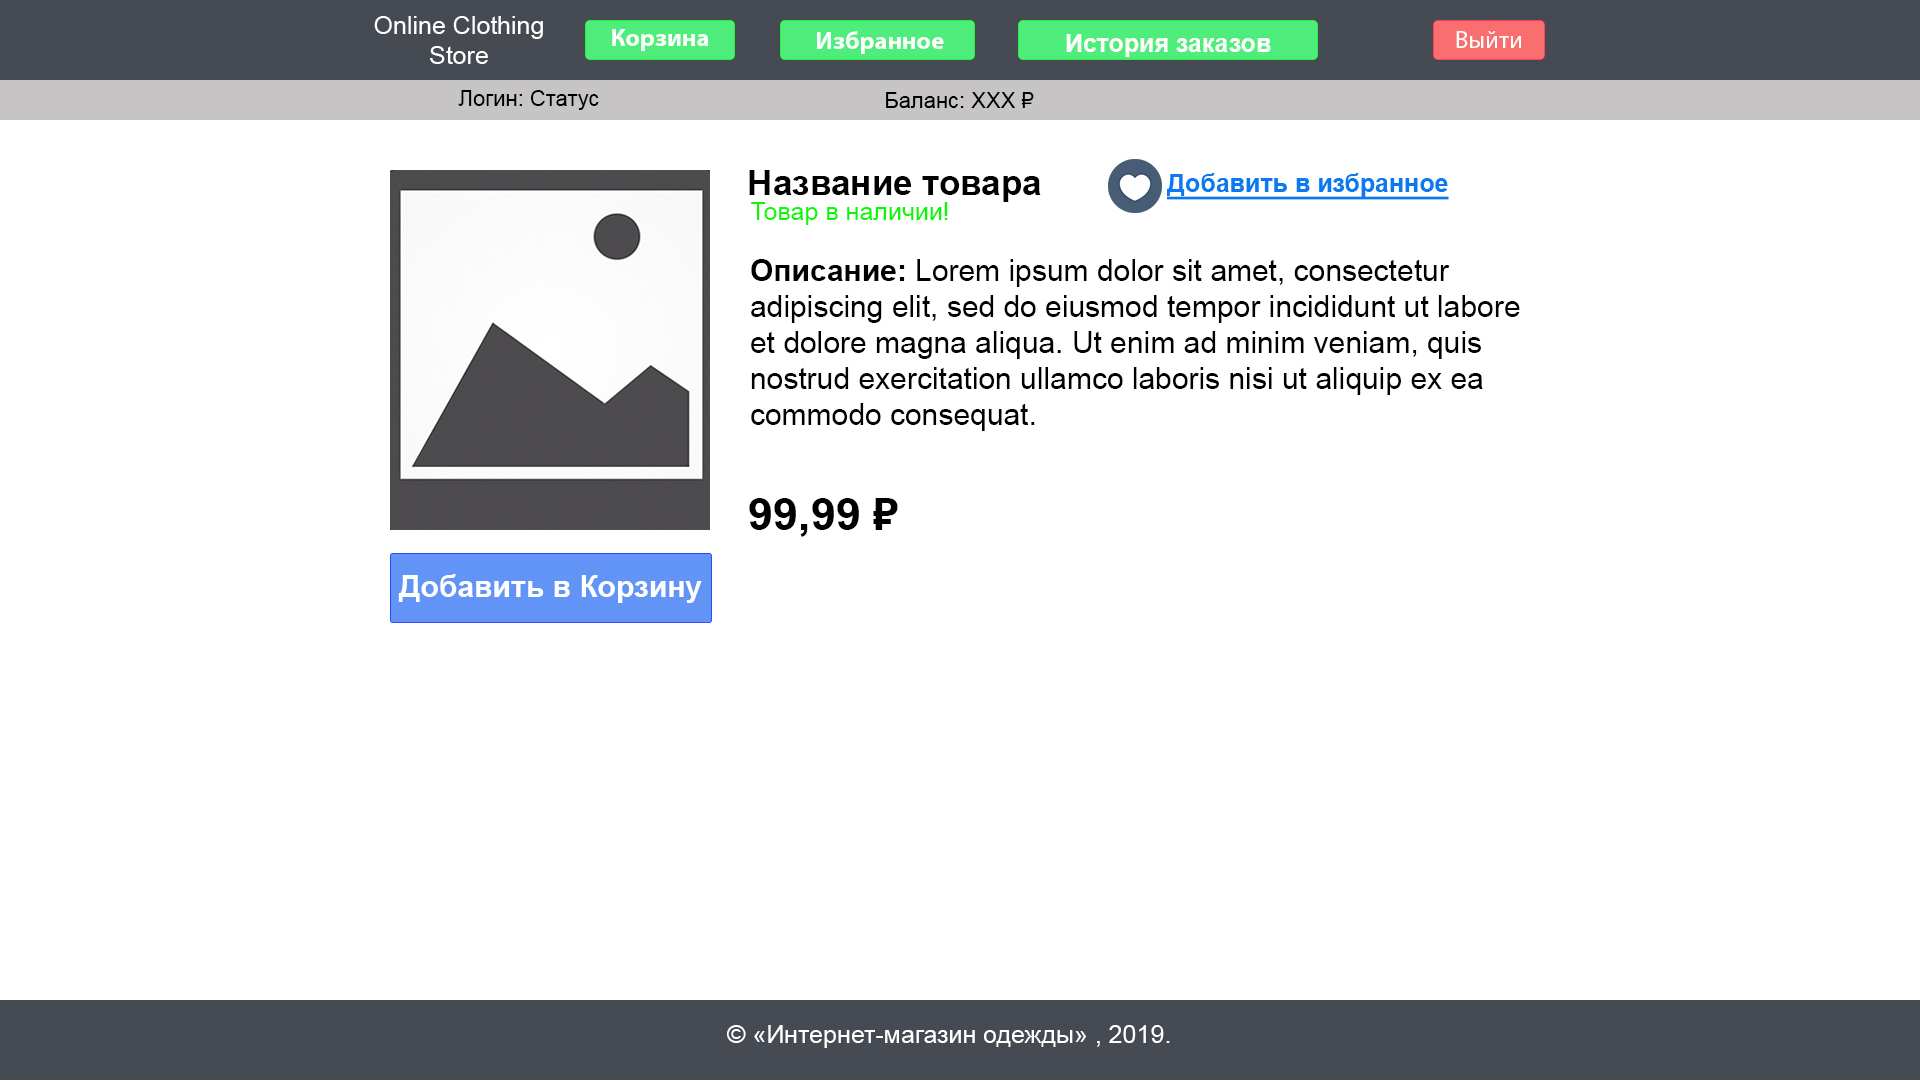 Online Clothing
Store
Корзина
Избранное
История заказов
Выйти
Логин: Статус
Баланс: XXX ₽
Название товара
Добавить в избранное
Товар в наличии!
Описание: Lorem ipsum dolor sit amet, consectetur
adipiscing elit, sed do eiusmod tempor incididunt ut labore
et dolore magna aliqua. Ut enim ad minim veniam, quis
nostrud exercitation ullamco laboris nisi ut aliquip ex ea
commodo consequat.
99,99 ₽
Добавить в Корзину
© «Интернет-магазин одежды» , 2019.